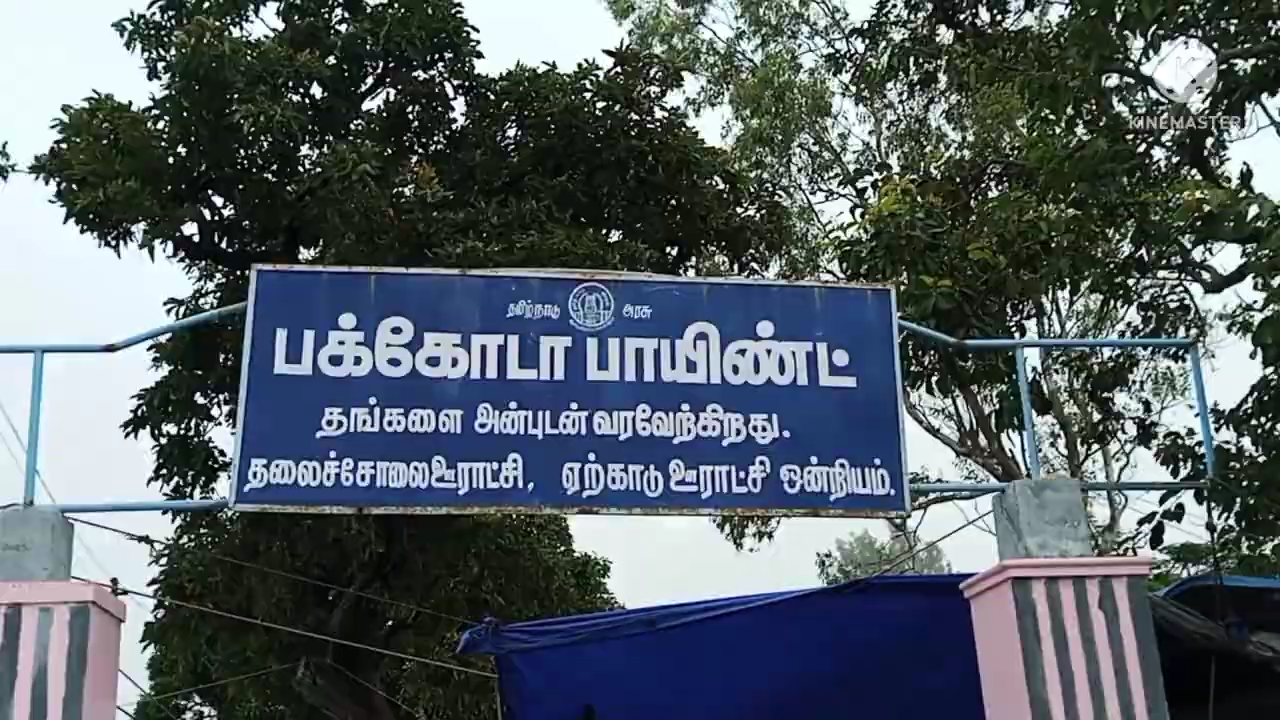 தமிழ்நாடு அரசு
பக்கோடா பாயிண்ட்
தங்களை அன்புடன் வரவேற்கிறது.
தலைச்சோலைஊராட்சி, ஏற்காடு ஊராட்சி ஒன்றியம்.
KINEMASTER